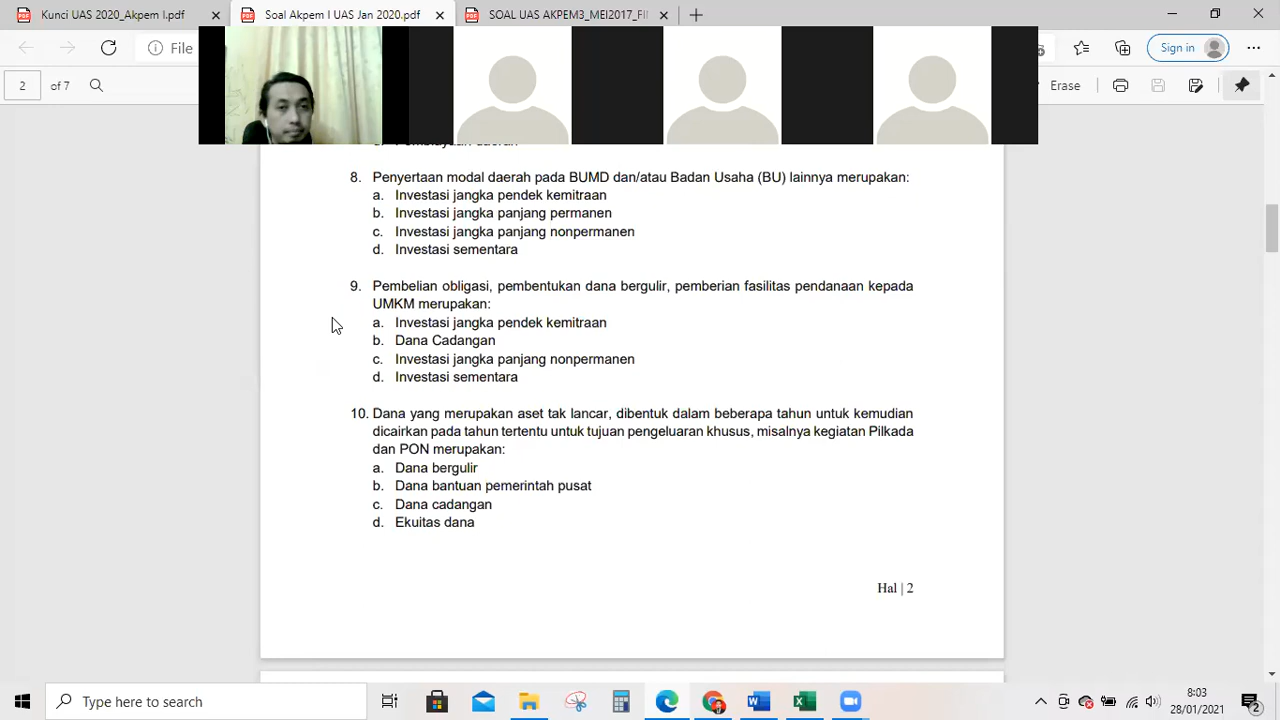 Kunci UAS 2020/Akpem I.pdf
Soal Akpem I UAS Jan 2020.pdf
SOAL UAS AKPEM3_MEI2017_FI
File
Sign in
2 of 7
Erase
8. Penyertaan modal daerah pada BUMD dan/atau Badan Usaha (BU) lainnya merupakan:
a. Investasi jangka pendek kemitraan
b. Investasi jangka panjang permanen
c. Investasi jangka panjang nonpermanen
d. Investasi sementara
9. Pembelian obligasi, pembentukan dana bergulir, pemberian fasilitas pendanaan kepada
UMKM merupakan:
a. Investasi jangka pendek kemitraan
b. Dana Cadangan
c. Investasi jangka panjang nonpermanen
d. Investasi sementara
10. Dana yang merupakan aset tak lancar, dibentuk dalam beberapa tahun untuk kemudian
dicairkan pada tahun tertentu untuk tujuan pengeluaran khusus, misalnya kegiatan Pilkada
dan PON merupakan:
a. Dana bergulir
b. Dana bantuan pemerintah pusat
c. Dana cadangan
d. Ekuitas dana
Hal | 2
Type here to search
8:03
28/01/2021
2